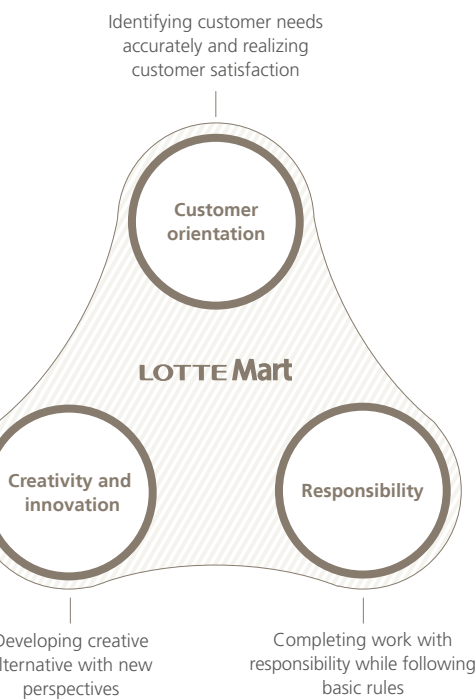 Identifying customer needs
accurately and realizing
customer satisfaction
Customer
orientation
LOTTE Mart
Creativity and
innovation
Responsibility
Developing creative
alternative with new
perspectives
Completing work with
responsibility while following
basic rules